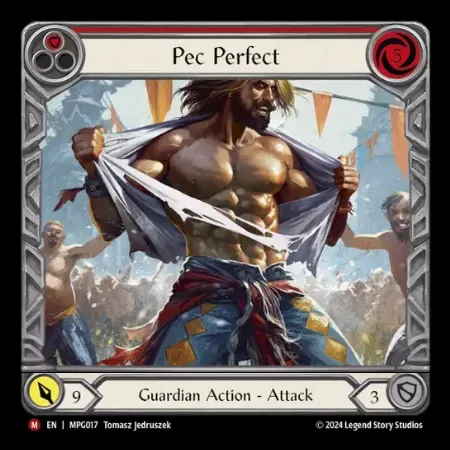 Pec Perfect
5
9
Guardian Action - Attack
3
M EN | MPG017 Tomasz Jedruszek
© 2024 Legend Story Studios